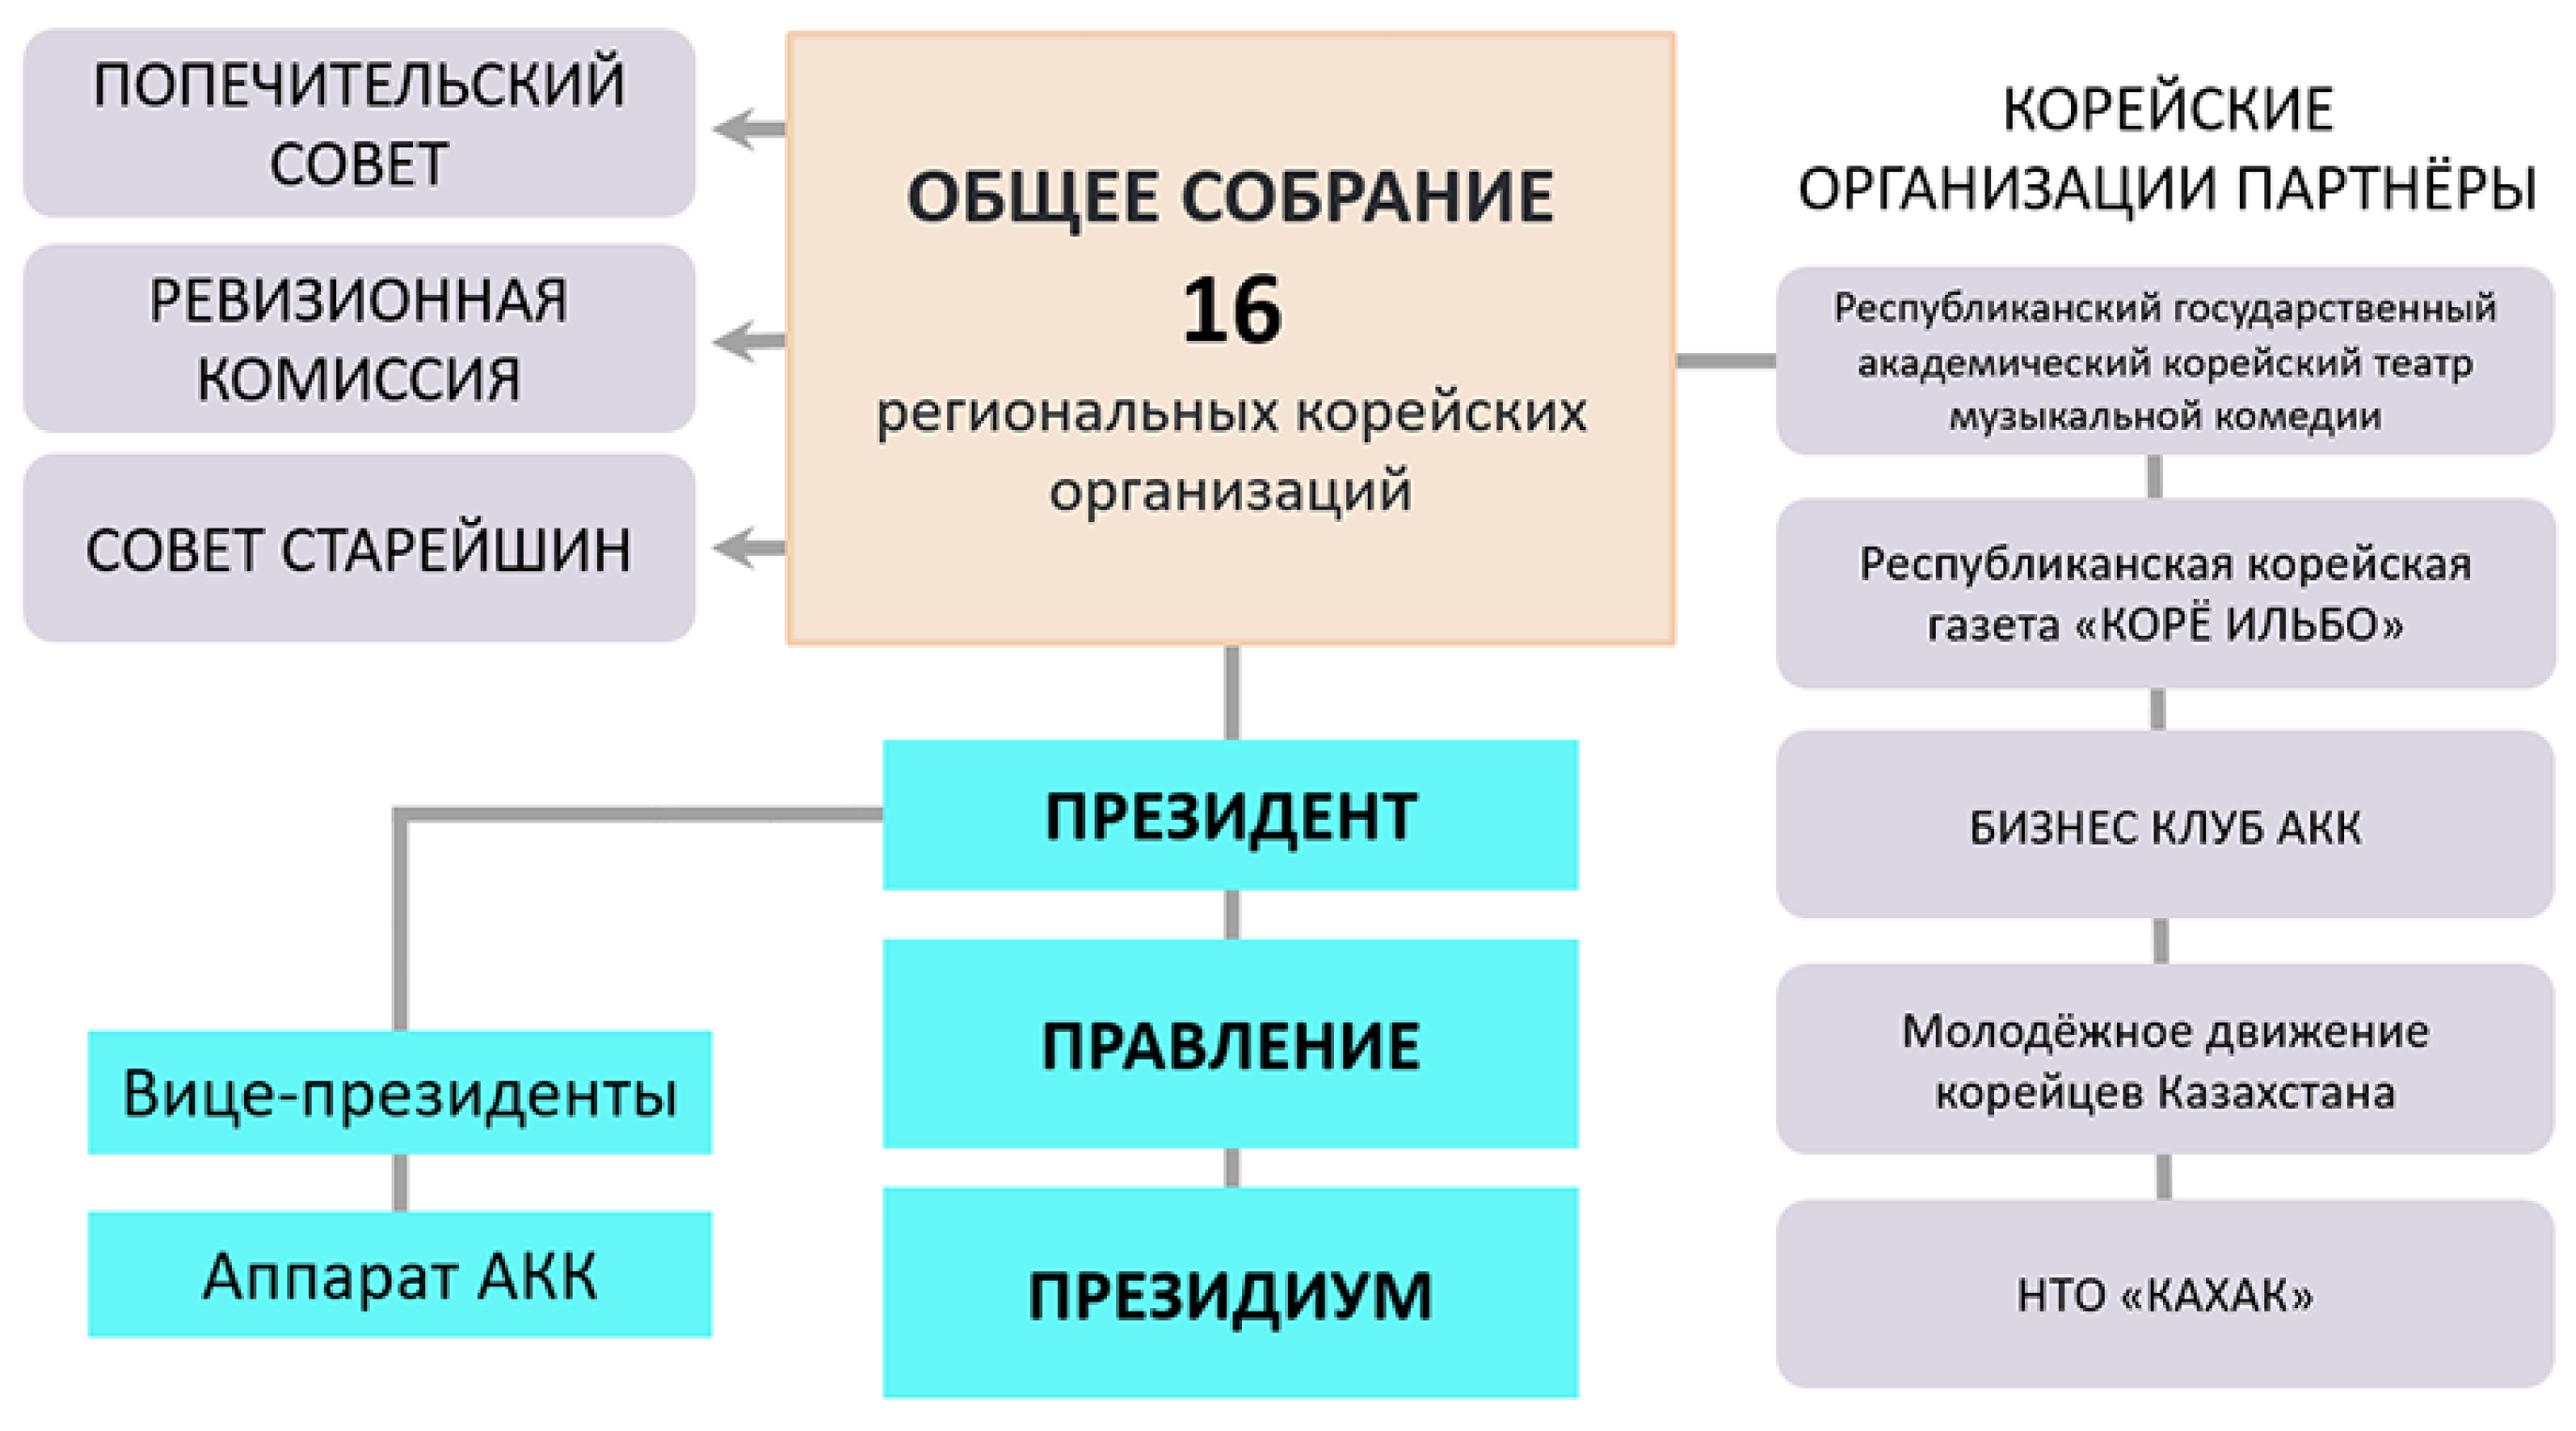 ПОПЕЧИТЕЛЬСКИЙ
СОВЕТ
РЕВИЗИОННАЯ
КОМИССИЯ
СОВЕТ СТАРЕЙШИН
ОБЩЕЕ СОБРАНИЕ
16
региональных корейских
организаций
КОРЕЙСКИЕ
ОРГАНИЗАЦИИ ПАРТНЁРЫ
Республиканский государственный
академический корейский театр
музыкальной комедии
Республиканская корейская
газета «КОРЁ ИЛЬБО»
БИЗНЕС КЛУБ АКК
Молодёжное движение
корейцев Казахстана
НТО «КАХАК»
ПРЕЗИДЕНТ
ПРАВЛЕНИЕ
ПРЕЗИДИУМ
Вице-президенты
Аппарат АКК